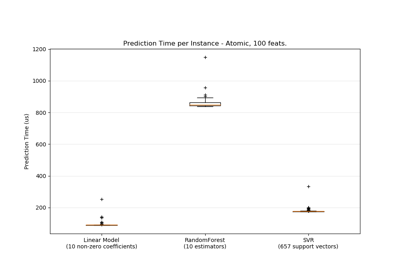 Prediction Time per Instance - Atomic, 100 feats.
1200
1000
800
600
400
200
Prediction Time (us)
Linear Model
(10 non-zero coefficients)
RandomForest
(10 estimators)
SVR
(657 support vectors)